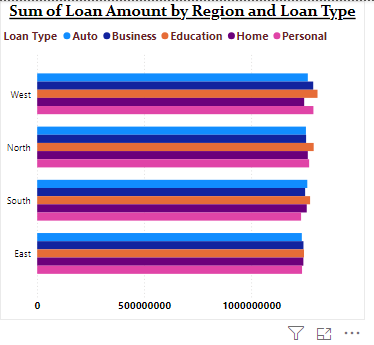 Sum of Loan Amount by Region and Loan Type
Loan Type Auto Business Education Home Personal
West
North
South
East
0 500000000 1000000000